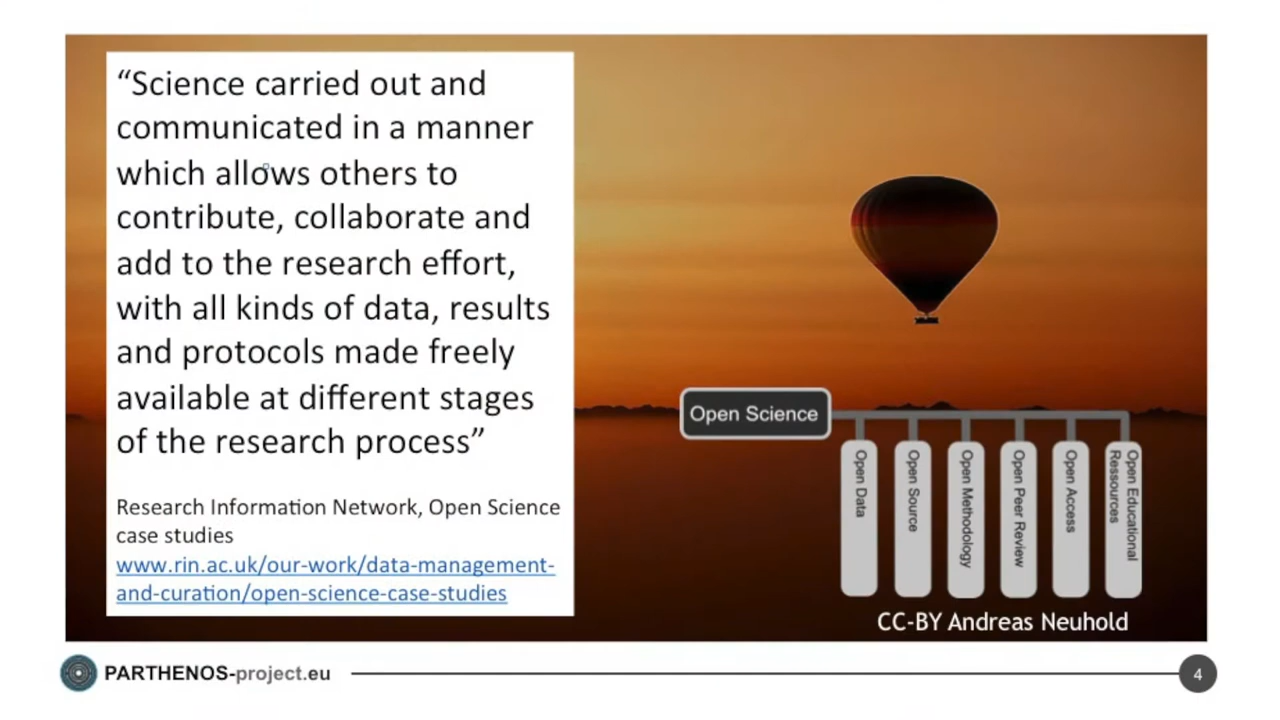 “Science carried out and
communicated in a manner
which allows others to
contribute, collaborate and
add to the research effort,
with all kinds of data, results
and protocols made freely
available at different stages
of the research process”
Research Information Network, Open Science
case studies
www.rin.ac.uk/our-work/data-management-
and-curation/open-science-case-studies
Open Science
Open Data
Open Source
Open Methodology
Open Peer Review
Open Access
Open Educational
Ressources
CC-BY Andreas Neuhold
PARTHENOS-project.eu
4